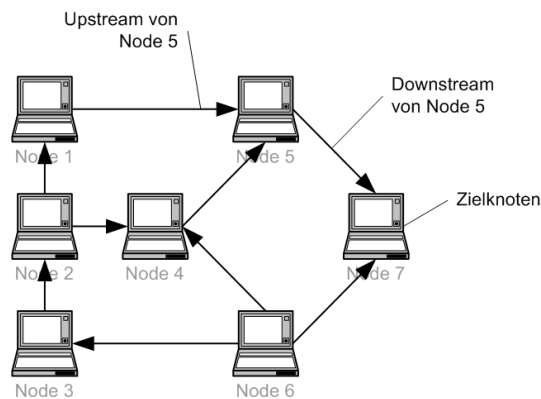 Upstream von
Node 5
Downstream
von Node 5
Node 1
Node 5
Zielknoten
Node 2
Node 4
Node 7
Node 3
Node 6